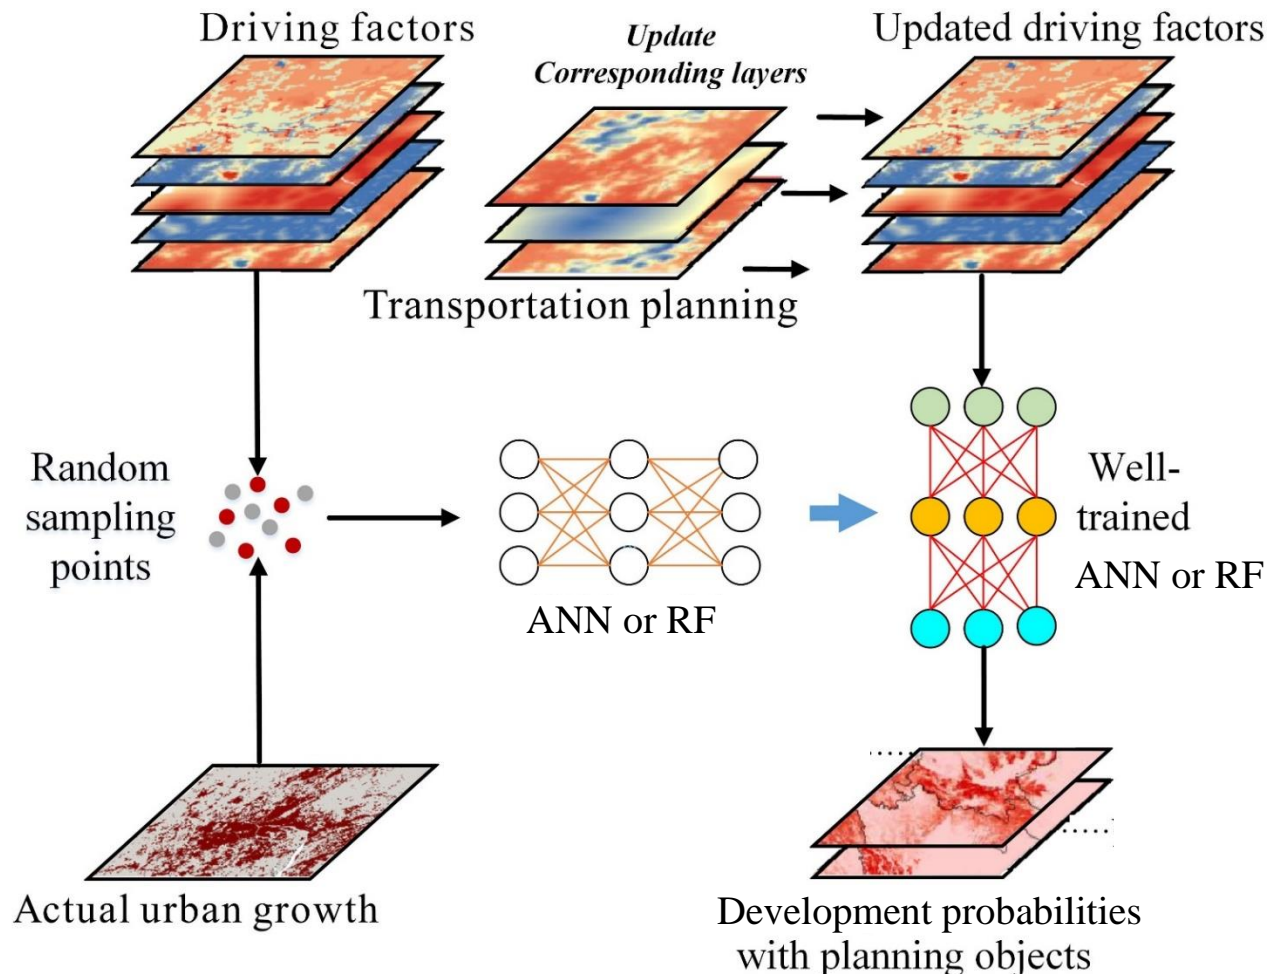 Driving factors
Update
Corresponding layers
Updated driving factors
Transportation planning
Random
sampling
points
ANN or RF
Well-
trained
ANN or RF
Actual urban growth
Development probabilities
with planning objects